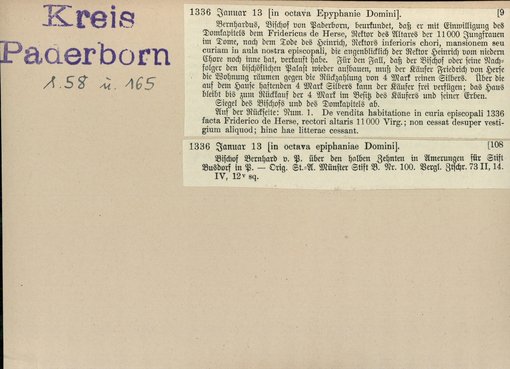 Kreis
Paderborn
S. 58 u. 165
1336 Januar 13 [in octava Epyphanie Domini]. [9
Bernhardus, Bischof von Paderborn, beurkundet, daß er mit Einwilligung des
Domkapitels dem Fridericus de Herse, Rektor des Altares der 11000 Jungfrauen
im Dome, nach dem Tode des Heinrich, Rektors inferioris chori, mansionem seu
curiam in aula nostra episcopali, die augenblicklich der Rektor Heinrich vom niedern
Chore noch inne hat, verkauft habe. Für den Fall, daß der Bischof oder seine Nach-
folger den bischöflichen Palast wieder aufbauen, muß der Käufer Friedrich von Herse
die Wohnung räumen gegen die Rückzahlung von 4 Mark reinen Silbers. Über die
auf dem Hause haftenden 4 Mark Silbers kann der Käufer frei verfügen; das Haus
bleibt bis zum Rückkauf der 4 Mark im Besitz des Käufers und seiner Erben.
Siegel des Bischofs und des Domkapitels ab.
Auf der Rückseite: Num. 1. De vendita habitatione in curia episcopali 1336
facta Friderico de Herse, rectori altaris 11000 Virg.; non cessat desuper vesti-
gium aliquod; hinc hae litterae cessant.
1336 Januar 13 [in octava epiphaniae Domini]. [108
Bischof Bernhard v. P. über den halben Zehnten in Amerungen für Stift
Busdorf in P. — Orig. St.-A. Münster Stift B. Nr. 100. Vergl. Ztschr. 73 II, 14.
IV, 12ᵛ sq.